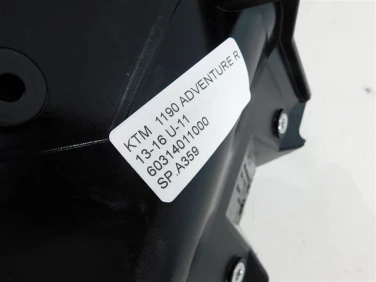 KTM 1190 ADVENTURE R
13-16 U-11
60314011000
SP.A359